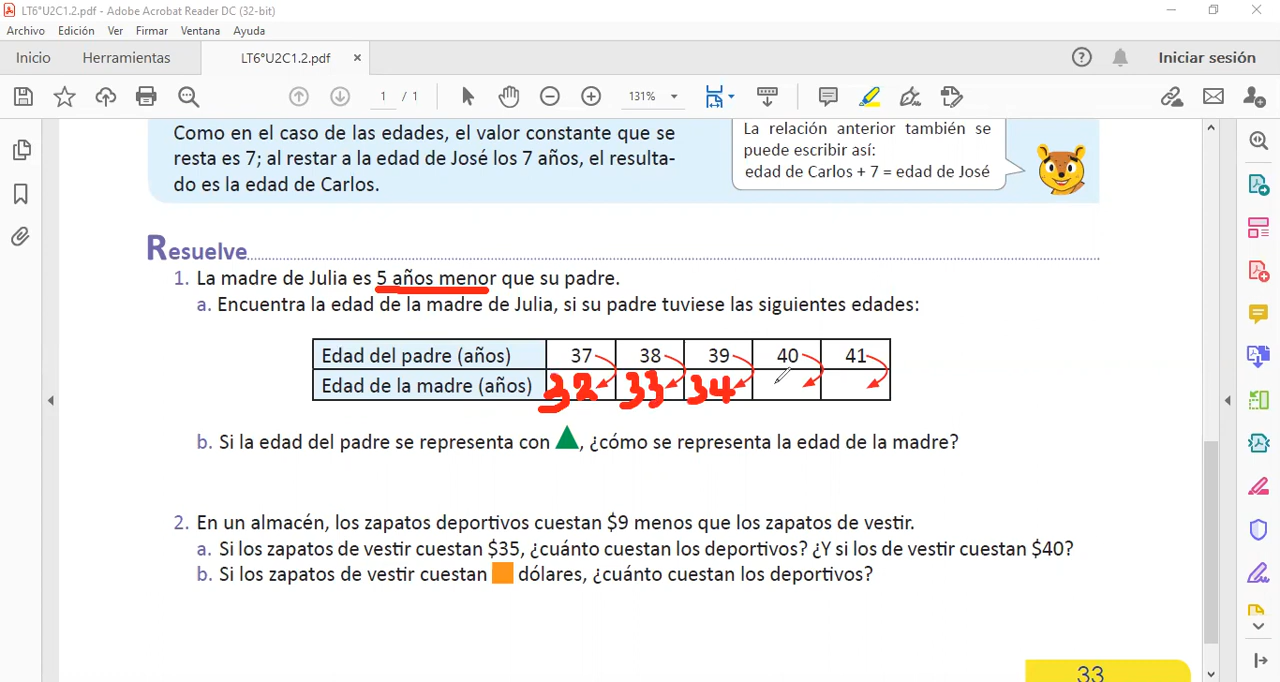 LT6°U2C1.2.pdf - Adobe Acrobat Reader DC (32-bit)
Archivo Edición Ver Firmar Ventana Ayuda
Inicio Herramientas LT6°U2C1.2.pdf × Iniciar sesión
1 / 1 131%
Como en el caso de las edades, el valor constante que se
resta es 7; al restar a la edad de José los 7 años, el resulta-
do es la edad de Carlos.
La relación anterior también se
puede escribir así:
edad de Carlos + 7 = edad de José
Resuelve
1. La madre de Julia es 5 años menor que su padre.
a. Encuentra la edad de la madre de Julia, si su padre tuviese las siguientes edades:
Edad del padre (años) 37 38 39 40 41
Edad de la madre (años) 32 33 34
b. Si la edad del padre se representa con ▲, ¿cómo se representa la edad de la madre?
2. En un almacén, los zapatos deportivos cuestan $9 menos que los zapatos de vestir.
a. Si los zapatos de vestir cuestan $35, ¿cuánto cuestan los deportivos? ¿Y si los de vestir cuestan $40?
b. Si los zapatos de vestir cuestan ■ dólares, ¿cuánto cuestan los deportivos?
33